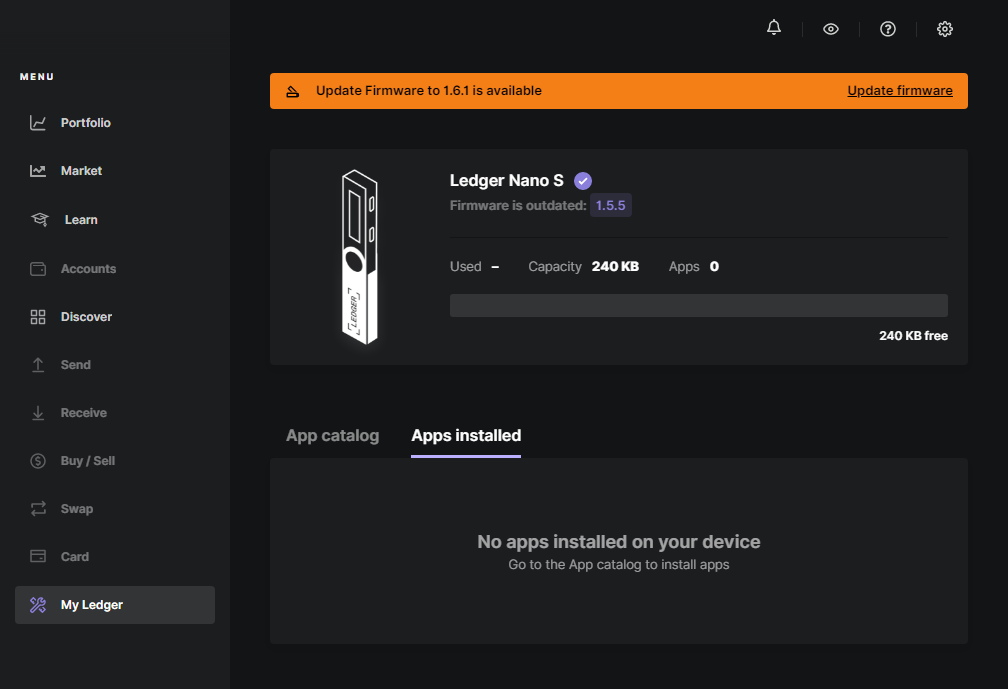 MENU
Portfolio
Market
Learn
Accounts
Discover
Send
Receive
Buy / Sell
Swap
Card
My Ledger
Update Firmware to 1.6.1 is available
Update firmware
LEDGER
Ledger Nano S
Firmware is outdated: 1.5.5
Used – Capacity 240 KB Apps 0
240 KB free
App catalog Apps installed
No apps installed on your device
Go to the App catalog to install apps